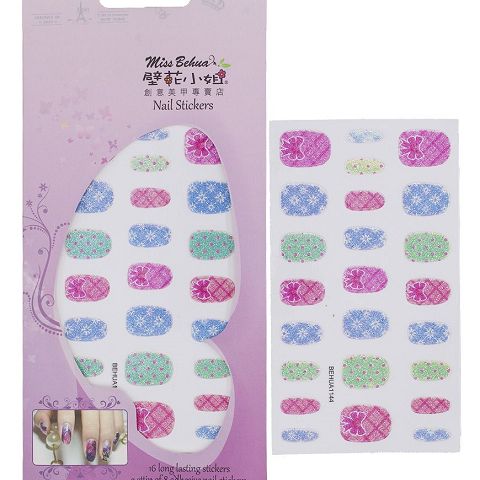 Miss Behua
壁花小姐®
創意美甲專賣店
Nail Stickers
BEHUA1
BEHUA1144
16 long lasting stickers